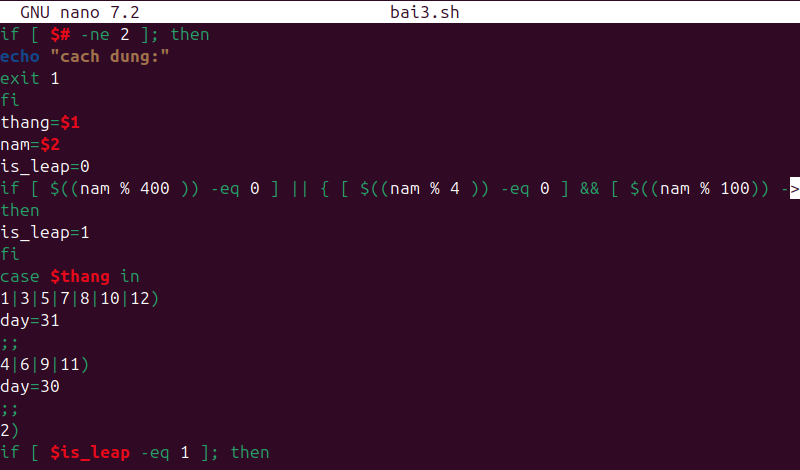 GNU nano 7.2 bai3.sh
if [ $# -ne 2 ]; then
echo "cach dung:"
exit 1
fi
thang=$1
nam=$2
is_leap=0
if [ $((nam % 400 )) -eq 0 ] || { [ $((nam % 4 )) -eq 0 ] && [ $((nam % 100)) ->
then
is_leap=1
fi
case $thang in
1|3|5|7|8|10|12)
day=31
;;
4|6|9|11)
day=30
;;
2)
if [ $is_leap -eq 1 ]; then